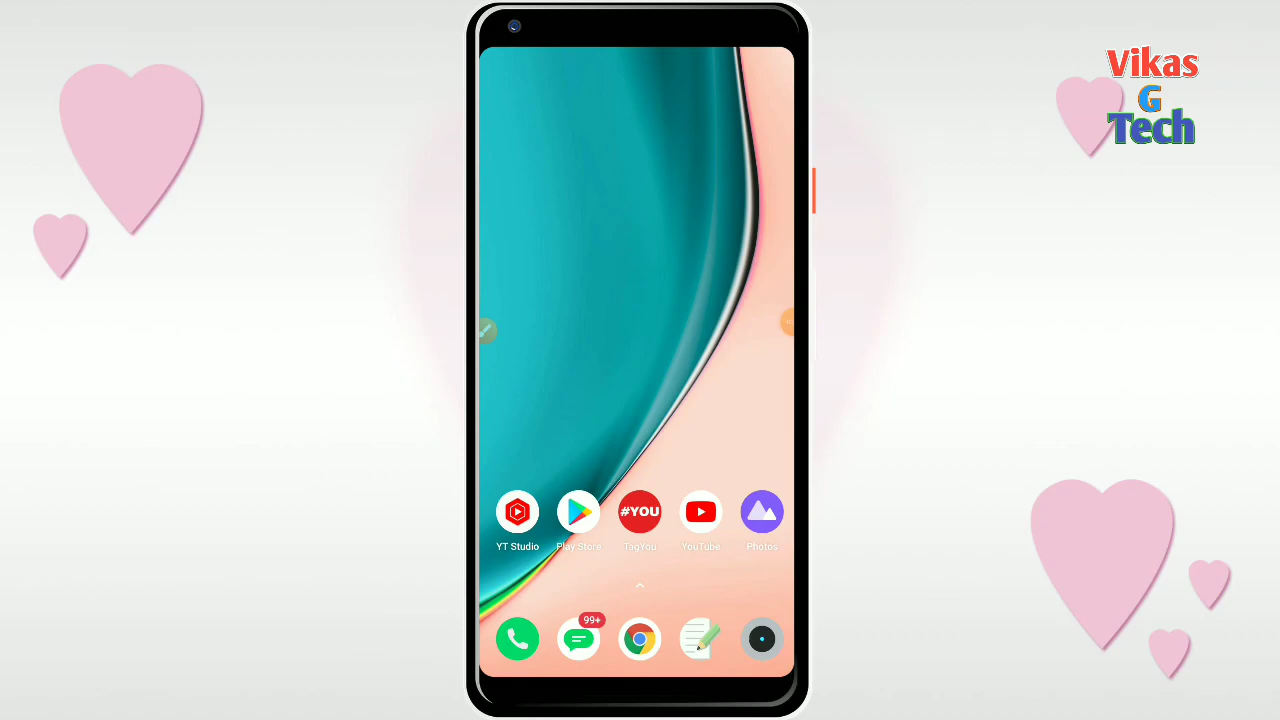 Vikas
G
Tech
#YOU
YT Studio
Play Store
TagYou
YouTube
Photos
99+